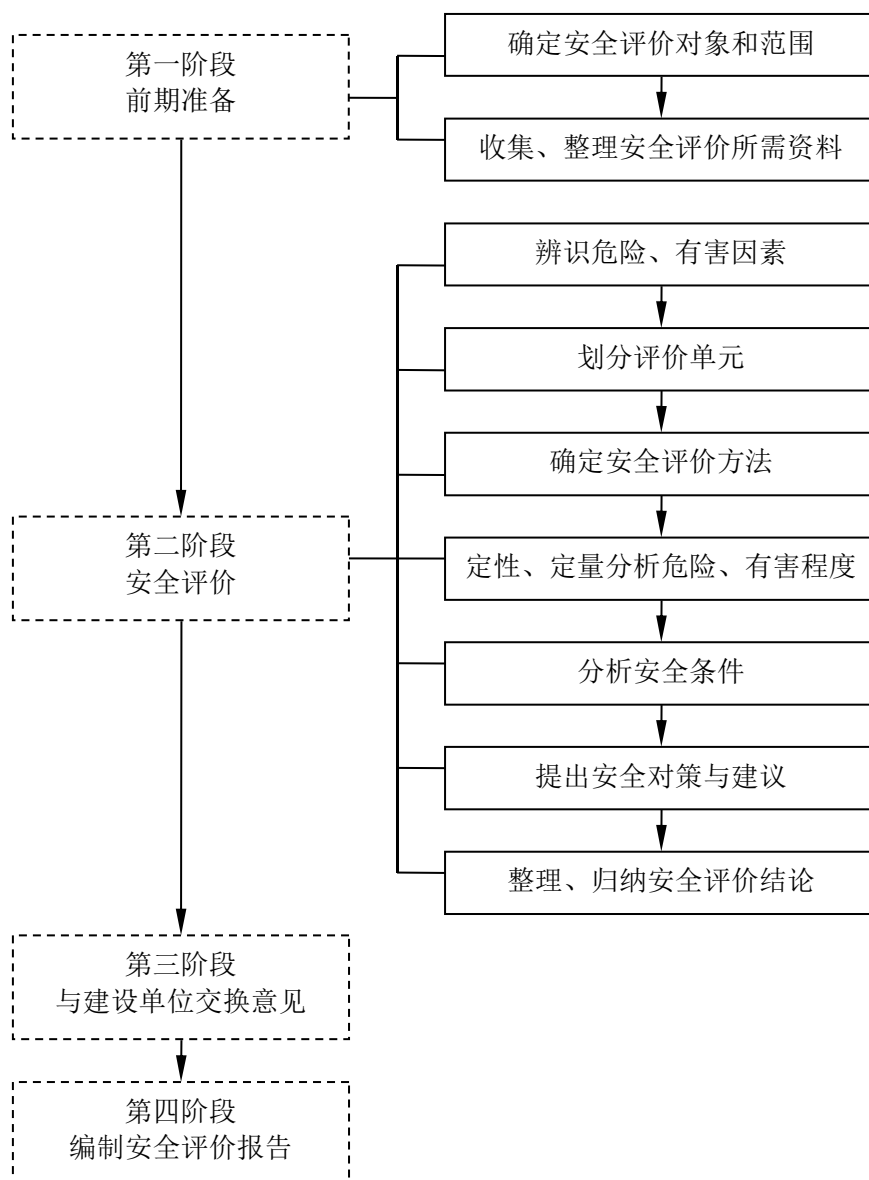 第一阶段
前期准备
确定安全评价对象和范围
收集、整理安全评价所需资料
辨识危险、有害因素
划分评价单元
确定安全评价方法
第二阶段
安全评价
定性、定量分析危险、有害程度
分析安全条件
提出安全对策与建议
整理、归纳安全评价结论
第三阶段
与建设单位交换意见
第四阶段
编制安全评价报告